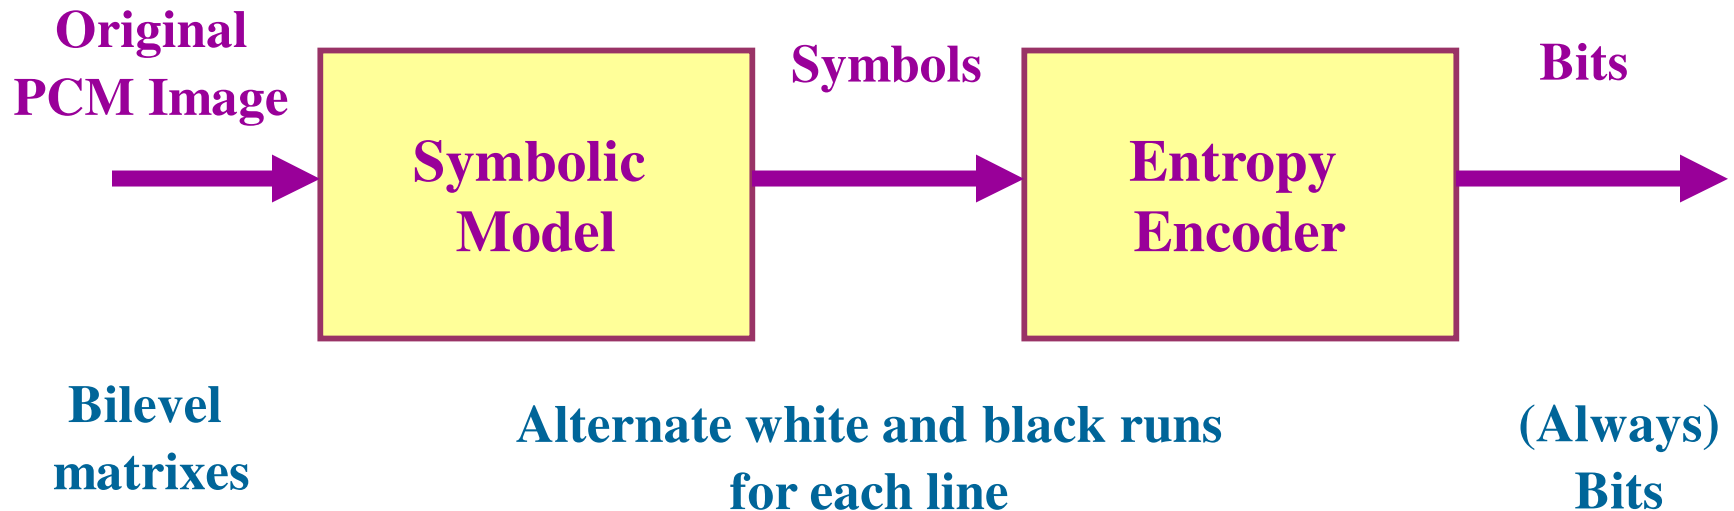 Original
PCM Image
Symbolic
Model
Symbols
Entropy
Encoder
Bits
Bilevel
matrixes
Alternate white and black runs
for each line
(Always)
Bits